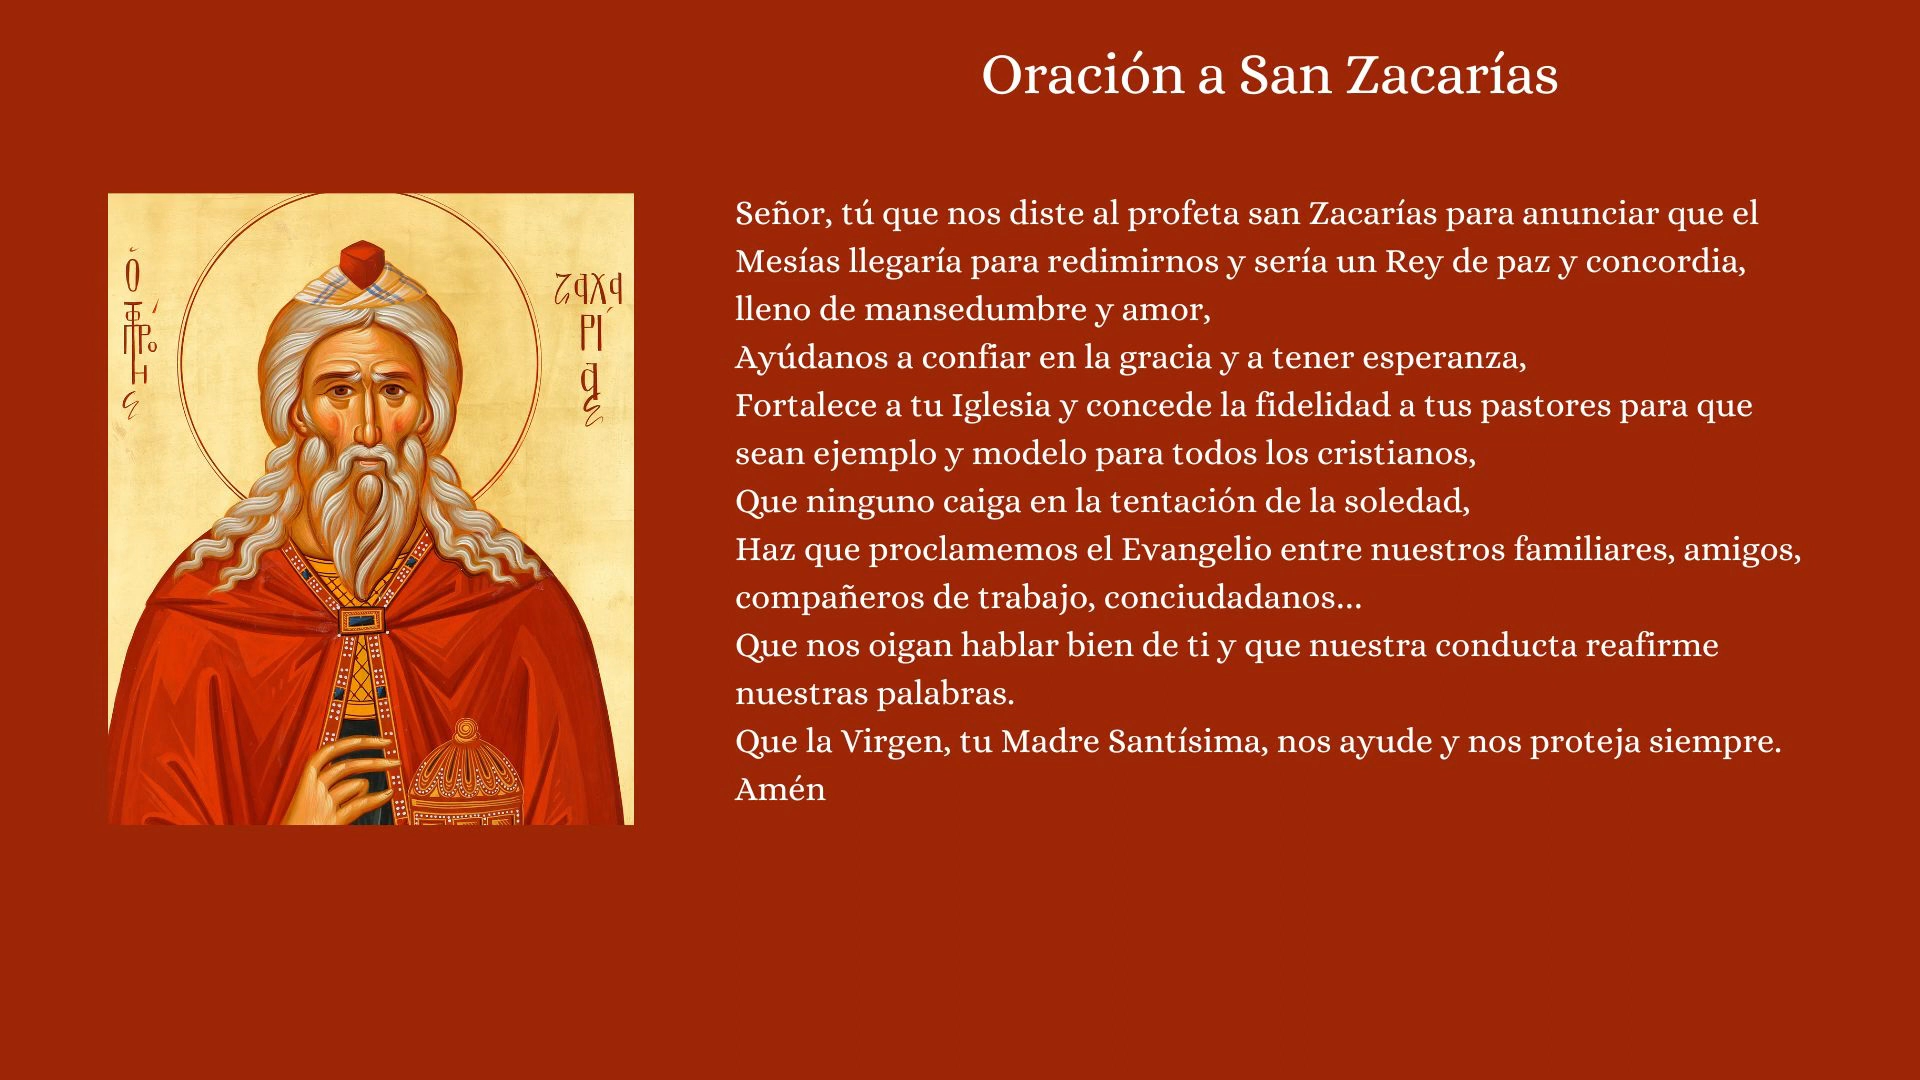 Oración a San Zacarías
Señor, tú que nos diste al profeta san Zacarías para anunciar que el
Mesías llegaría para redimirnos y sería un Rey de paz y concordia,
lleno de mansedumbre y amor,
Ayúdanos a confiar en la gracia y a tener esperanza,
Fortalece a tu Iglesia y concede la fidelidad a tus pastores para que
sean ejemplo y modelo para todos los cristianos,
Que ninguno caiga en la tentación de la soledad,
Haz que proclamemos el Evangelio entre nuestros familiares, amigos,
compañeros de trabajo, conciudadanos...
Que nos oigan hablar bien de ti y que nuestra conducta reafirme
nuestras palabras.
Que la Virgen, tu Madre Santísima, nos ayude y nos proteja siempre.
Amén
ζαχα
ρί
α
ς